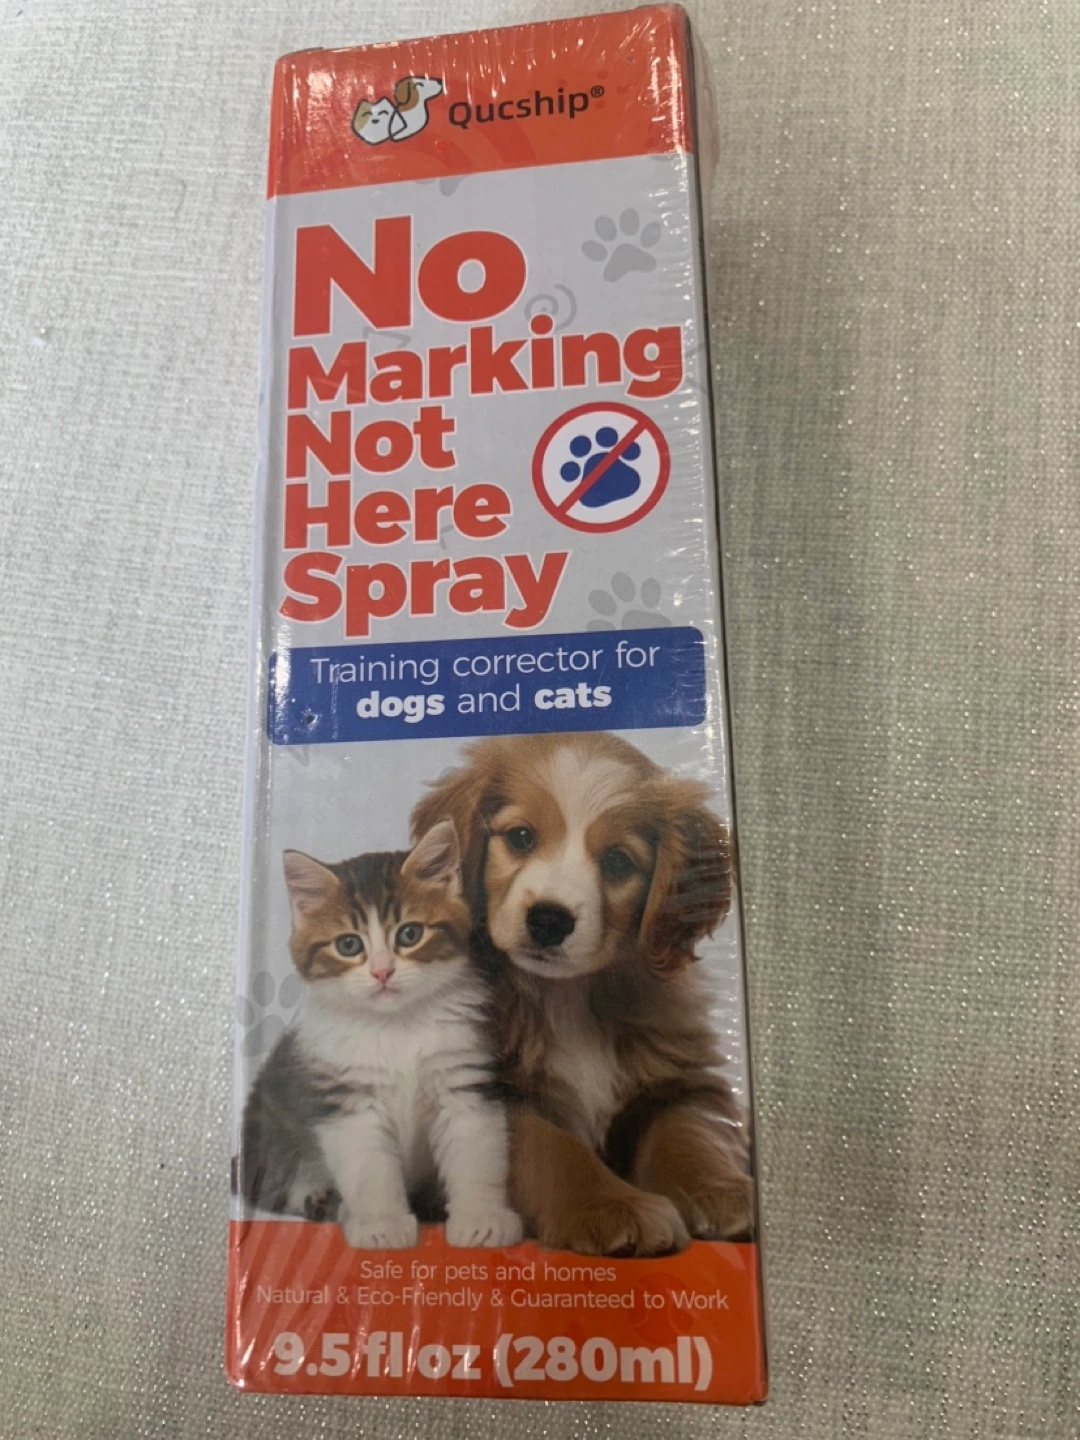 Qucship®
No
Marking
Not
Here
Spray
Training corrector for
dogs and cats
Safe for pets and homes
Natural & Eco-Friendly & Guaranteed to Work
9.5 fl oz (280ml)